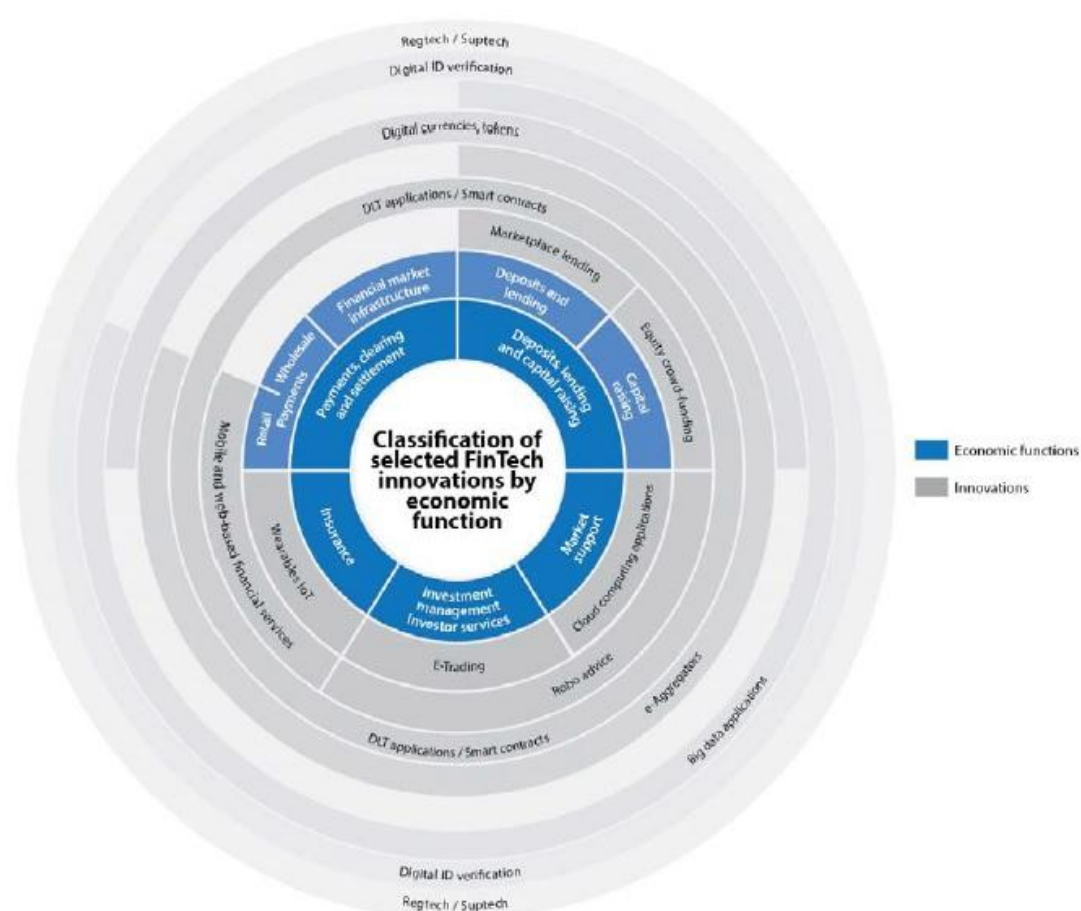 Regtech / Suptech
Digital ID verification
Digital currencies, tokens
DLT applications / Smart contracts
Marketplace lending
Financial market
infrastructure
Deposits and
lending
Wholesale
Retail
Payments
Payments, clearing
and settlement
Deposits, lending
and capital raising
Capital
raising
Equity crowd-funding
Classification of
selected FinTech
innovations by
economic
function
Economic functions
Innovations
Mobile and web-based financial services
Wearables IoT
Insurance
Market
support
Cloud computing applications
Investment
management
Investor services
E-Trading
Robo advice
e-Aggregators
Big data applications
DLT applications / Smart contracts
Digital ID verification
Regtech / Suptech